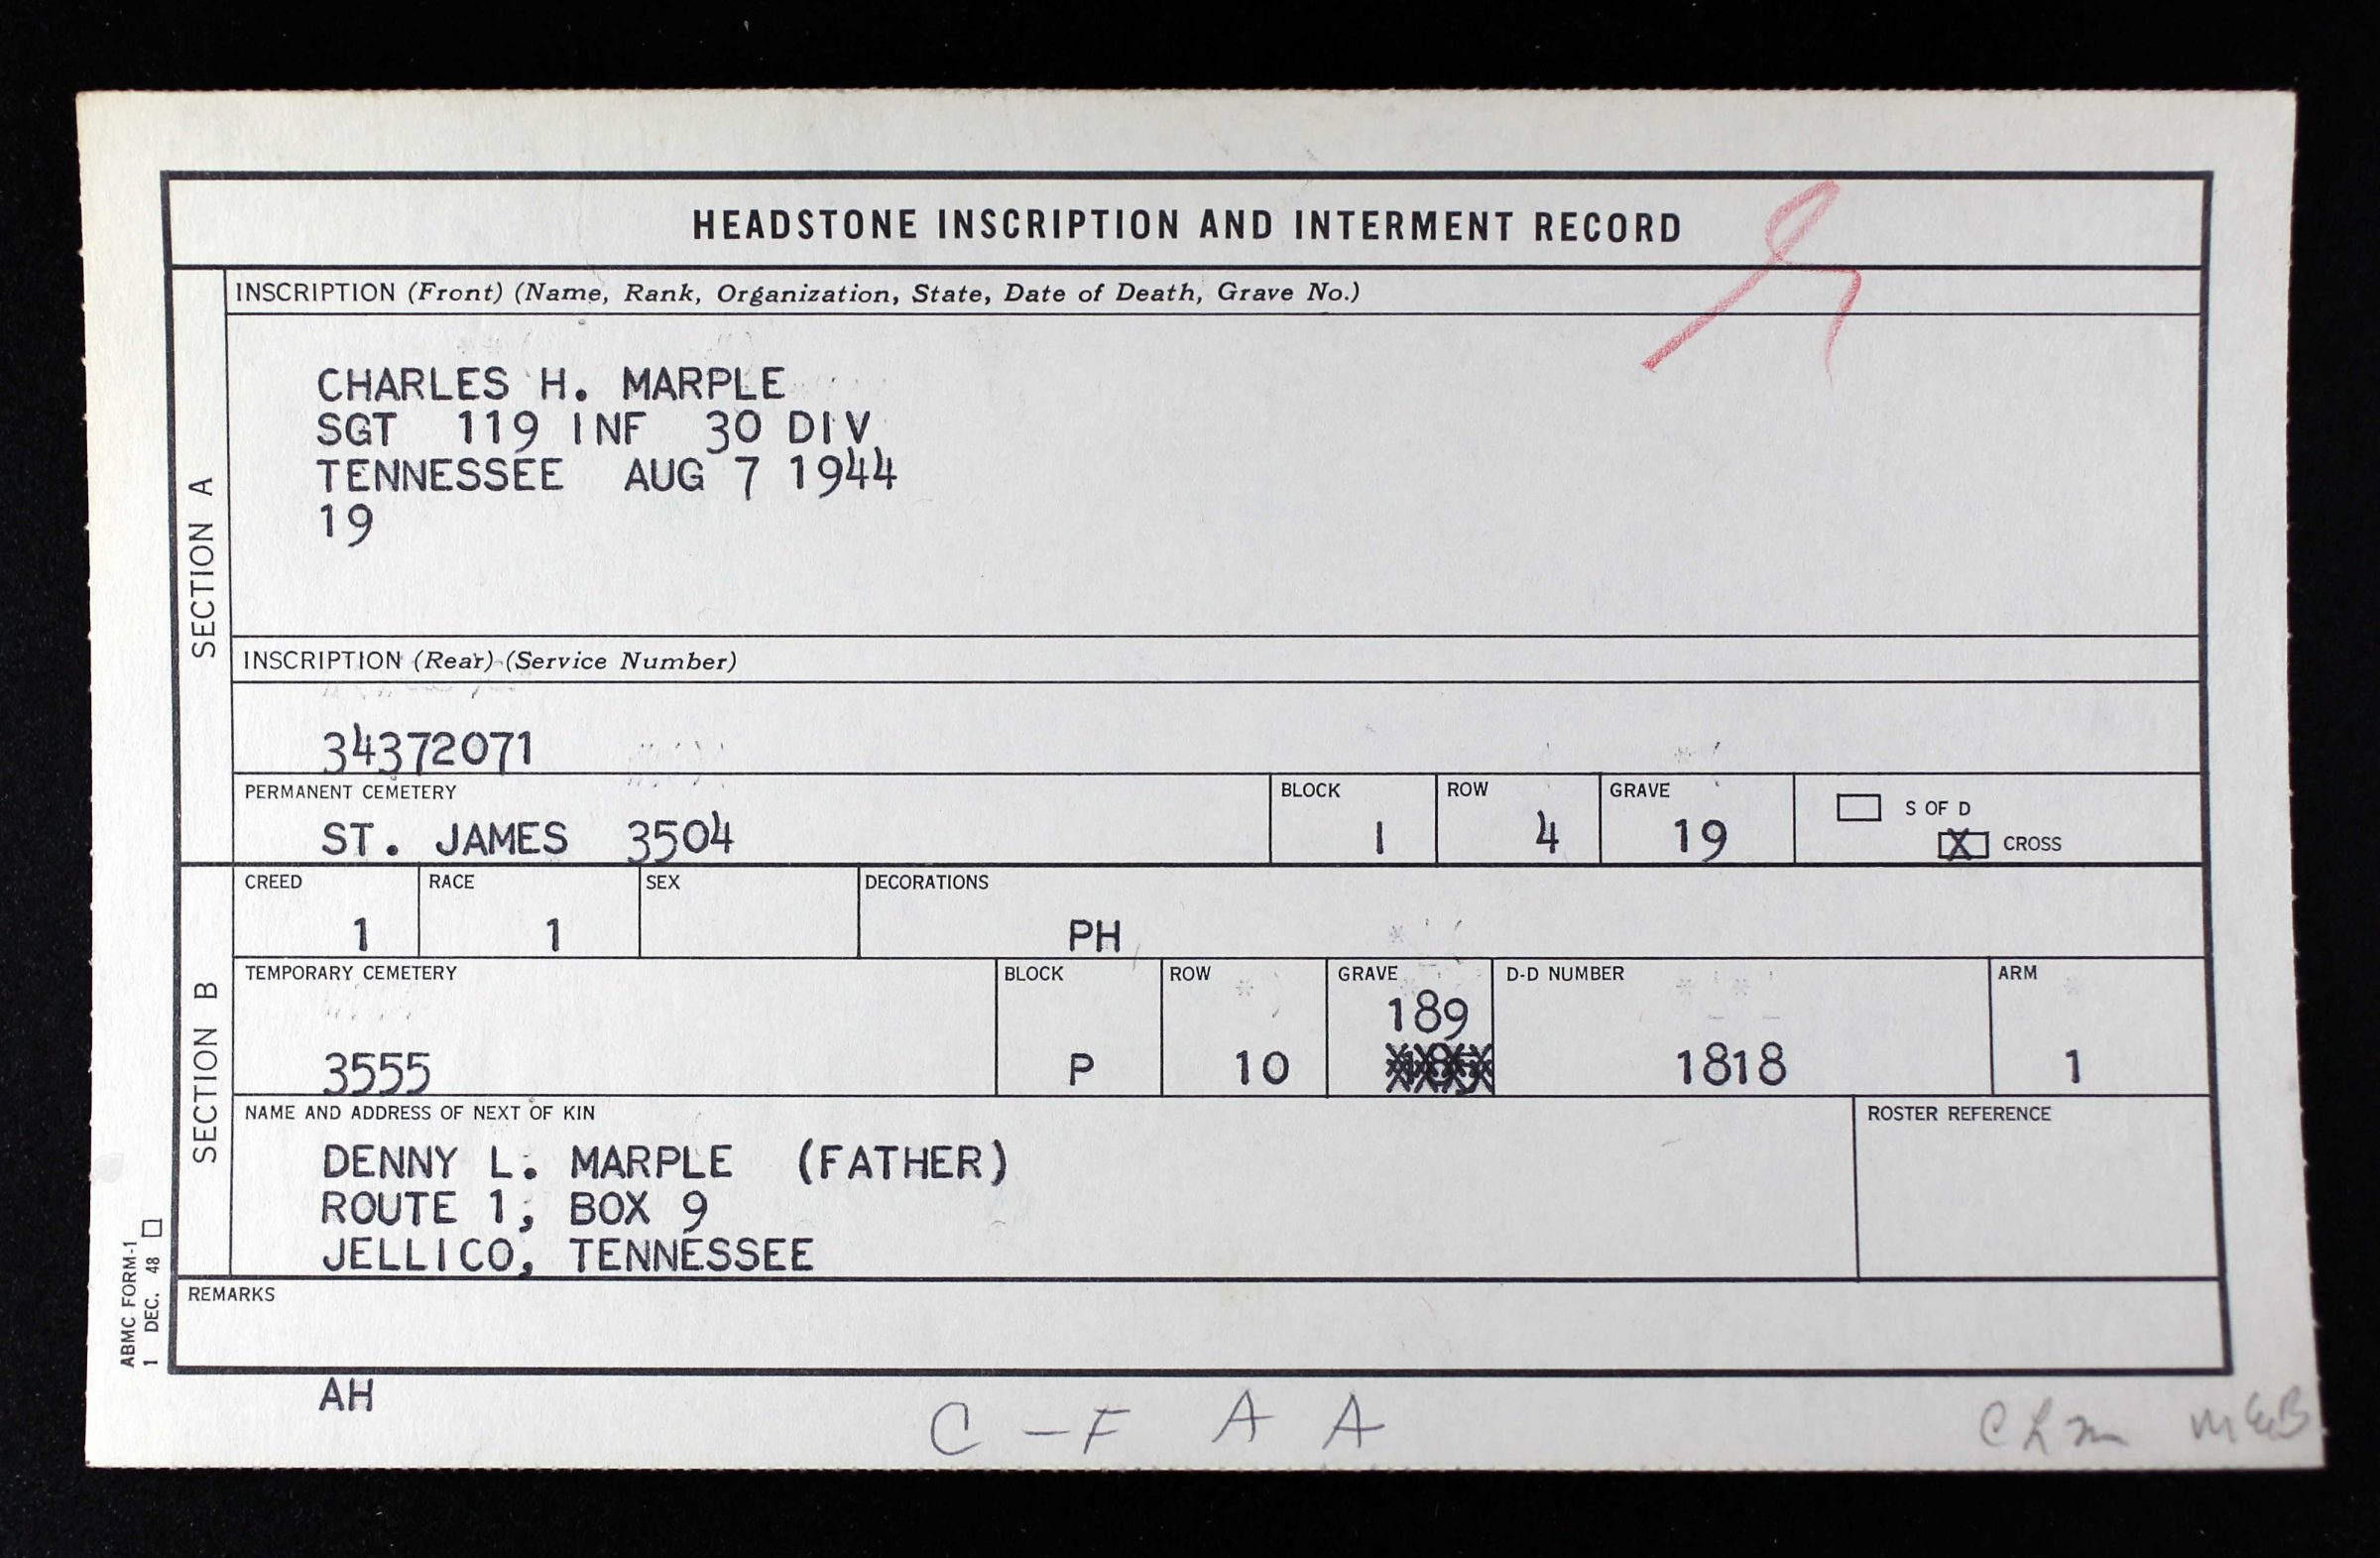 HEADSTONE INSCRIPTION AND INTERMENT RECORD
SECTION A
INSCRIPTION (Front) (Name, Rank, Organization, State, Date of Death, Grave No.)
CHARLES H. MARPLE
SGT 119 INF 30 DIV
TENNESSEE AUG 7 1944
19
INSCRIPTION (Rear) (Service Number)
34372071
PERMANENT CEMETERY BLOCK ROW GRAVE
S OF D
ST. JAMES 3504 1 4 19
X CROSS
SECTION B
CREED RACE SEX DECORATIONS
1 1 PH
TEMPORARY CEMETERY BLOCK ROW GRAVE D-D NUMBER ARM
189
3555 P 10 1818 1
NAME AND ADDRESS OF NEXT OF KIN ROSTER REFERENCE
DENNY L. MARPLE (FATHER)
ROUTE 1, BOX 9
JELLICO, TENNESSEE
REMARKS
ABMC FORM-1
1 DEC. 48
AH
C - F A A
MEB